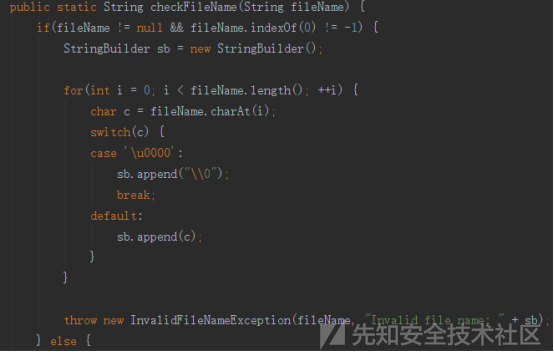 public static String checkFileName(String fileName) {
if(fileName != null && fileName.indexOf(0) != -1) {
StringBuilder sb = new StringBuilder();
for(int i = 0; i < fileName.length(); ++i) {
char c = fileName.charAt(i);
switch(c) {
case '\u0000':
sb.append("\\0");
break;
default:
sb.append(c);
}
}
throw new InvalidFileNameException(fileName, "Invalid file name: " + sb);
} else {
先知安全技术社区